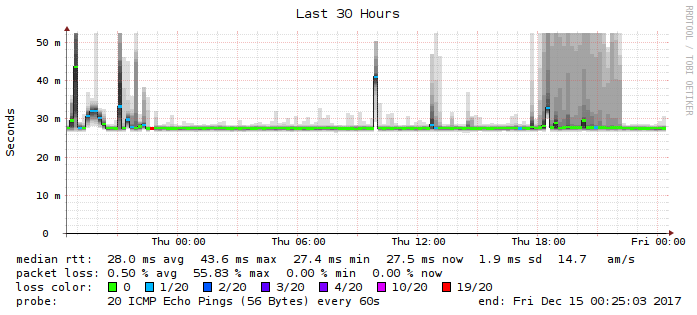 Last 30 Hours
RRDTOOL / TOBI OETIKER
Seconds
50 m
40 m
30 m
20 m
10 m
0
Thu 00:00 Thu 06:00 Thu 12:00 Thu 18:00 Fri 00:00
median rtt: 28.0 ms avg 43.6 ms max 27.4 ms min 27.5 ms now 1.9 ms sd 14.7 am/s
packet loss: 0.50 % avg 55.83 % max 0.00 % min 0.00 % now
loss color: 0 1/20 2/20 3/20 4/20 10/20 19/20
probe: 20 ICMP Echo Pings (56 Bytes) every 60s end: Fri Dec 15 00:25:03 2017